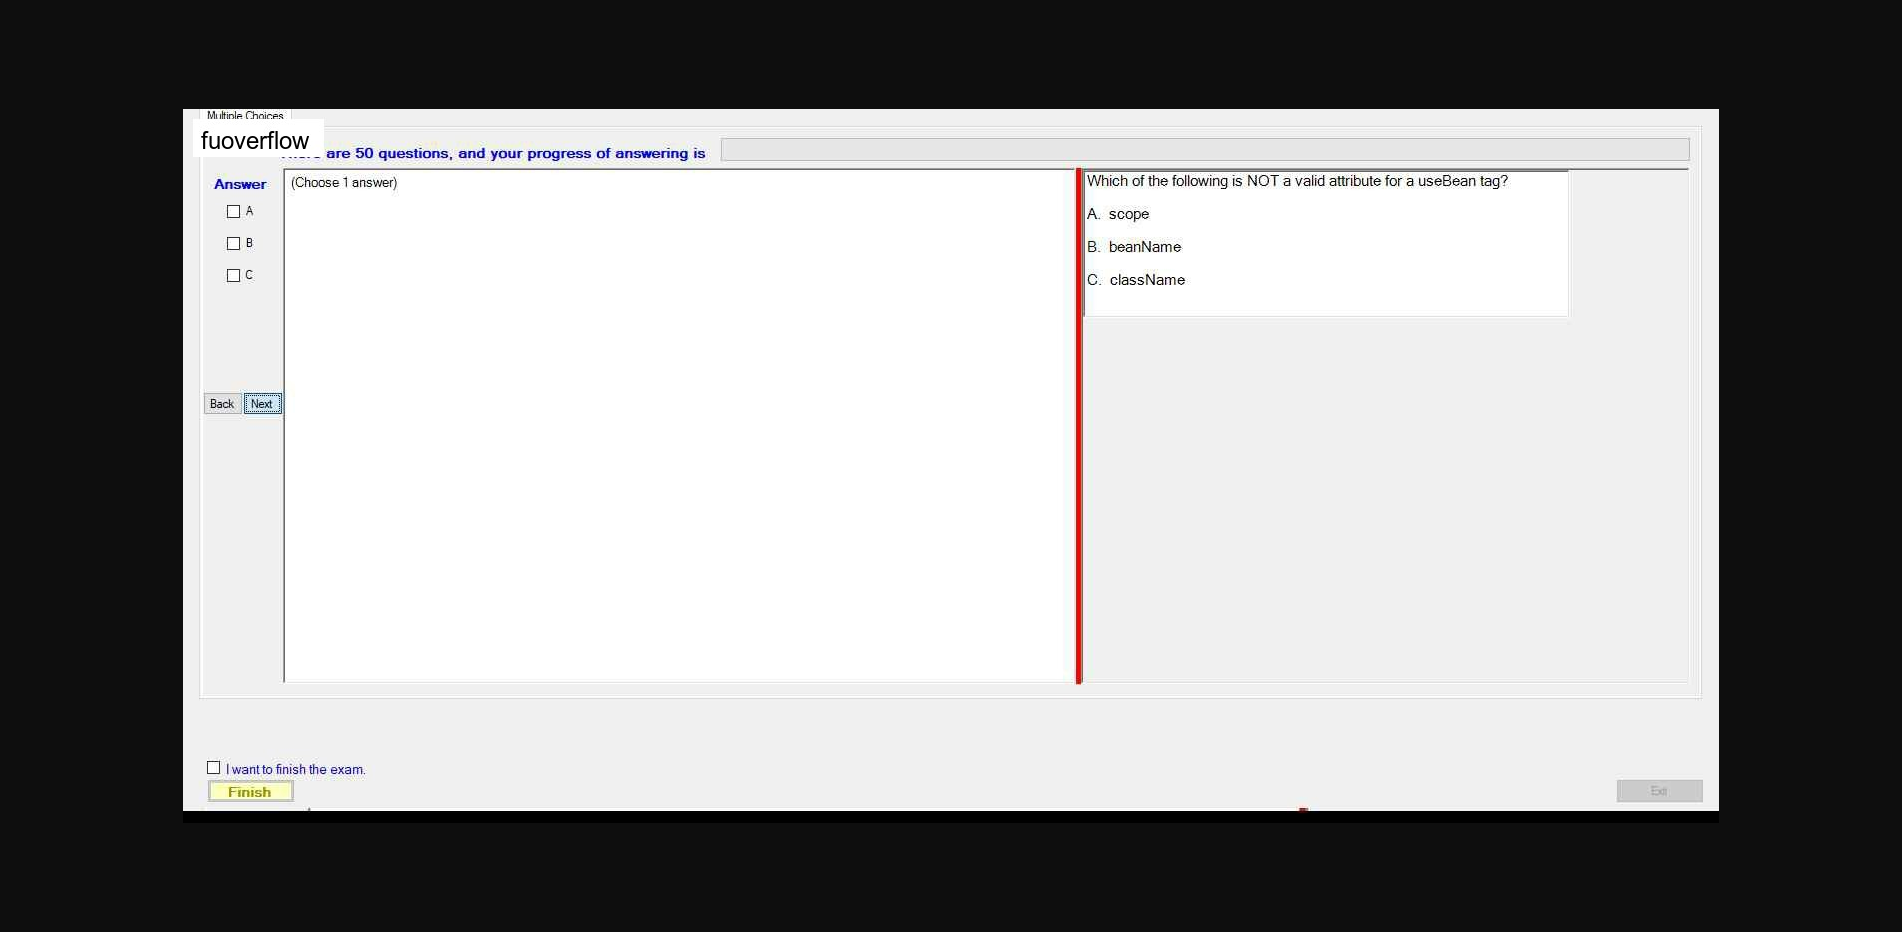 Multiple Choices
fuoverflow
are 50 questions, and your progress of answering is
Answer
(Choose 1 answer)
A
B
C
Back
Next
Which of the following is NOT a valid attribute for a useBean tag?
A. scope
B. beanName
C. className
I want to finish the exam.
Finish
Exit